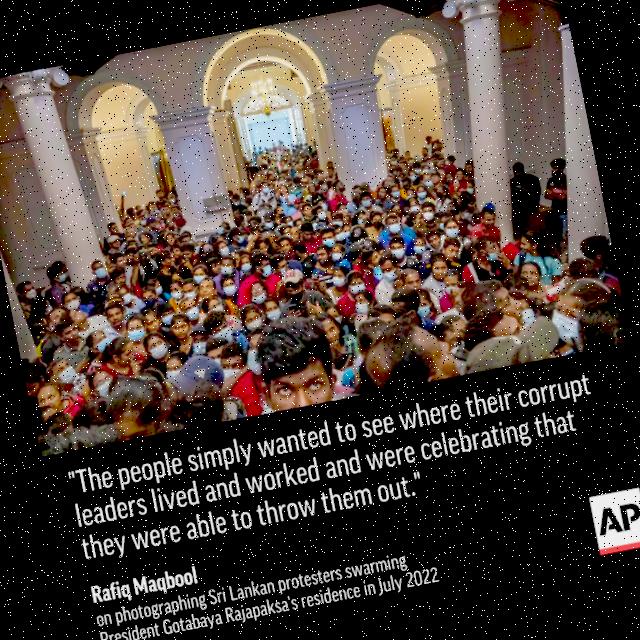 "The people simply wanted to see where their corrupt
leaders lived and worked and were celebrating that
they were able to throw them out."
Rafiq Maqbool
on photographing Sri Lankan protesters swarming
President Gotabaya Rajapaksa's residence in July 2022
AP